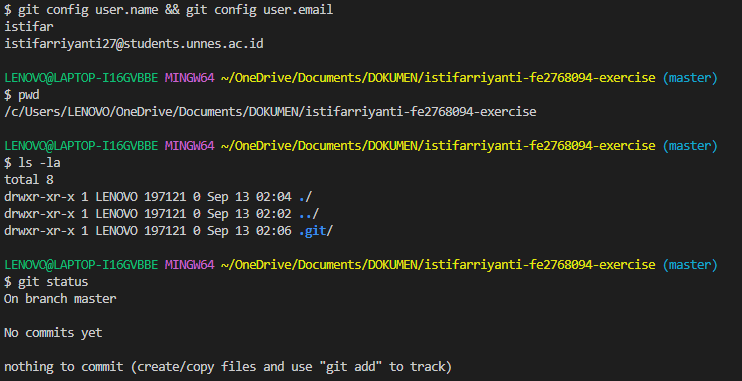 $ git config user.name && git config user.email
istifar
istifarriyanti27@students.unnes.ac.id
LENOVO@LAPTOP-I16GVBBE MINGW64 ~/OneDrive/Documents/DOKUMEN/istifarriyanti-fe2768094-exercise (master)
$ pwd
/c/Users/LENOVO/OneDrive/Documents/DOKUMEN/istifarriyanti-fe2768094-exercise
LENOVO@LAPTOP-I16GVBBE MINGW64 ~/OneDrive/Documents/DOKUMEN/istifarriyanti-fe2768094-exercise (master)
$ ls -la
total 8
drwxr-xr-x 1 LENOVO 197121 0 Sep 13 02:04 ./
drwxr-xr-x 1 LENOVO 197121 0 Sep 13 02:02 ../
drwxr-xr-x 1 LENOVO 197121 0 Sep 13 02:06 .git/
LENOVO@LAPTOP-I16GVBBE MINGW64 ~/OneDrive/Documents/DOKUMEN/istifarriyanti-fe2768094-exercise (master)
$ git status
On branch master
No commits yet
nothing to commit (create/copy files and use "git add" to track)